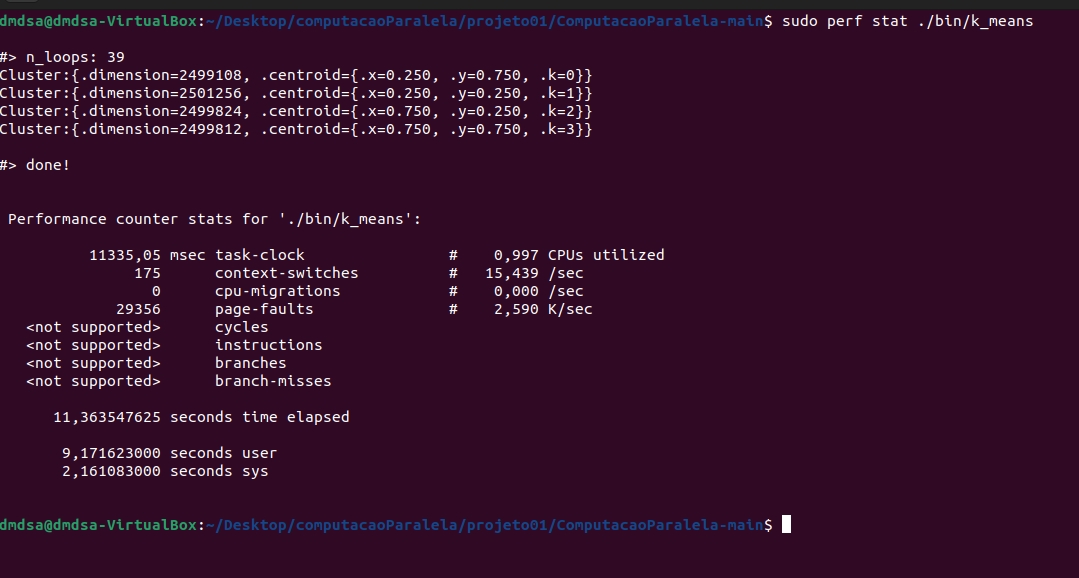 dmdsa@dmdsa-VirtualBox:~/Desktop/computacaoParalela/projeto01/ComputacaoParalela-main$ sudo perf stat ./bin/k_means
#> n_loops: 39
Cluster:{.dimension=2499108, .centroid={.x=0.250, .y=0.750, .k=0}}
Cluster:{.dimension=2501256, .centroid={.x=0.250, .y=0.250, .k=1}}
Cluster:{.dimension=2499824, .centroid={.x=0.750, .y=0.250, .k=2}}
Cluster:{.dimension=2499812, .centroid={.x=0.750, .y=0.750, .k=3}}
#> done!
Performance counter stats for './bin/k_means':
11335,05 msec task-clock # 0,997 CPUs utilized
175 context-switches # 15,439 /sec
0 cpu-migrations # 0,000 /sec
29356 page-faults # 2,590 K/sec
<not supported> cycles
<not supported> instructions
<not supported> branches
<not supported> branch-misses
11,363547625 seconds time elapsed
9,171623000 seconds user
2,161083000 seconds sys
dmdsa@dmdsa-VirtualBox:~/Desktop/computacaoParalela/projeto01/ComputacaoParalela-main$